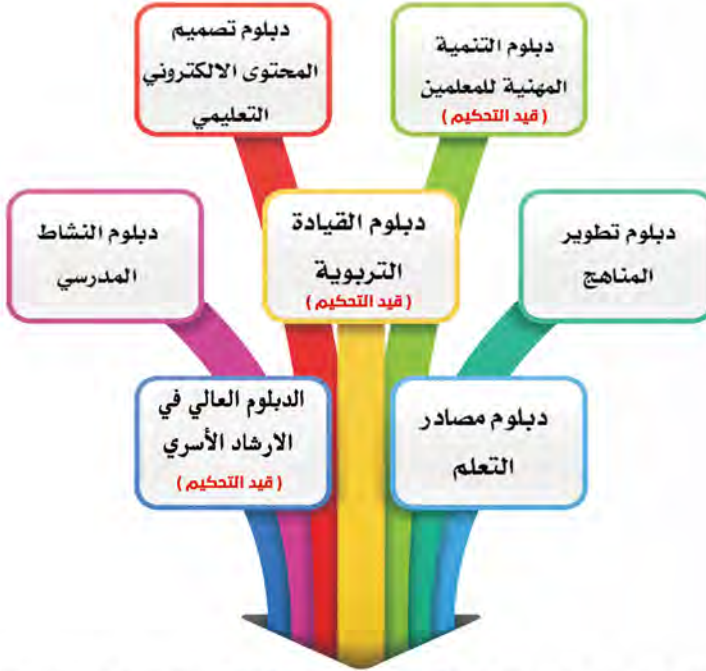 دبلوم التنمية
المهنية للمعلمين
( قيد التحكيم )
دبلوم تصميم
المحتوى الالكتروني
التعليمي
دبلوم تطوير
المناهج
دبلوم القيادة
التربوية
( قيد التحكيم )
دبلوم النشاط
المدرسي
دبلوم مصادر
التعلم
الدبلوم العالي في
الارشاد الأسري
( قيد التحكيم )